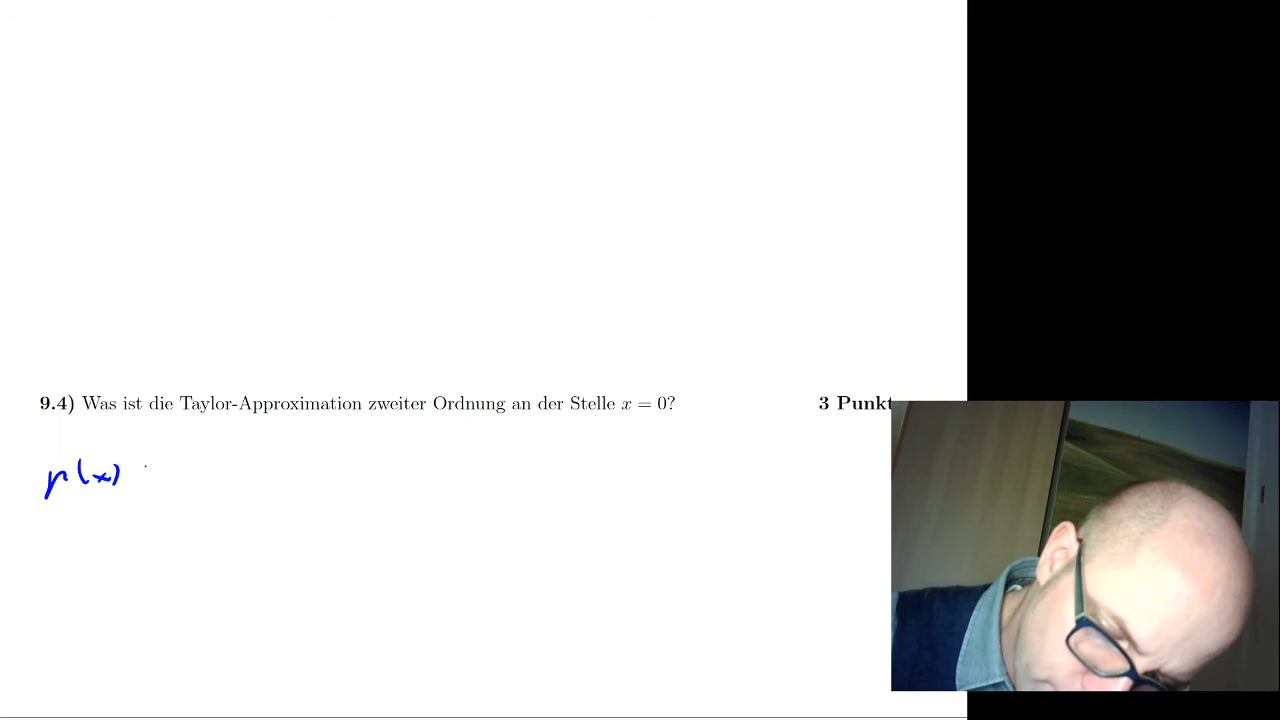 9.4) Was ist die Taylor-Approximation zweiter Ordnung an der Stelle x = 0? 3 Punkt
p(x)